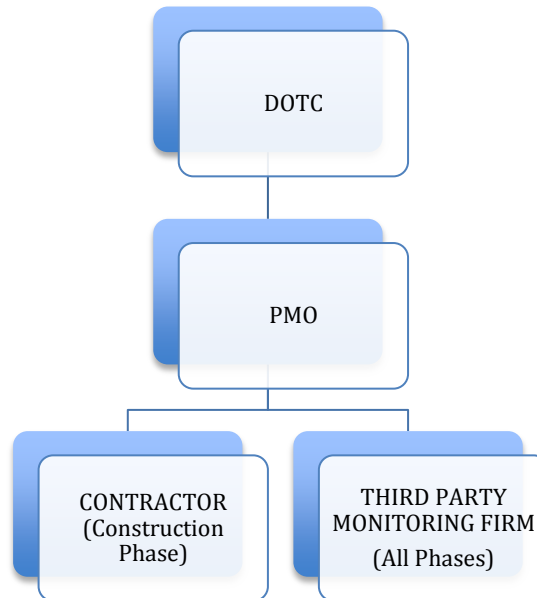 DOTC
PMO
CONTRACTOR
(Construction
Phase)
THIRD PARTY
MONITORING FIRM
(All Phases)